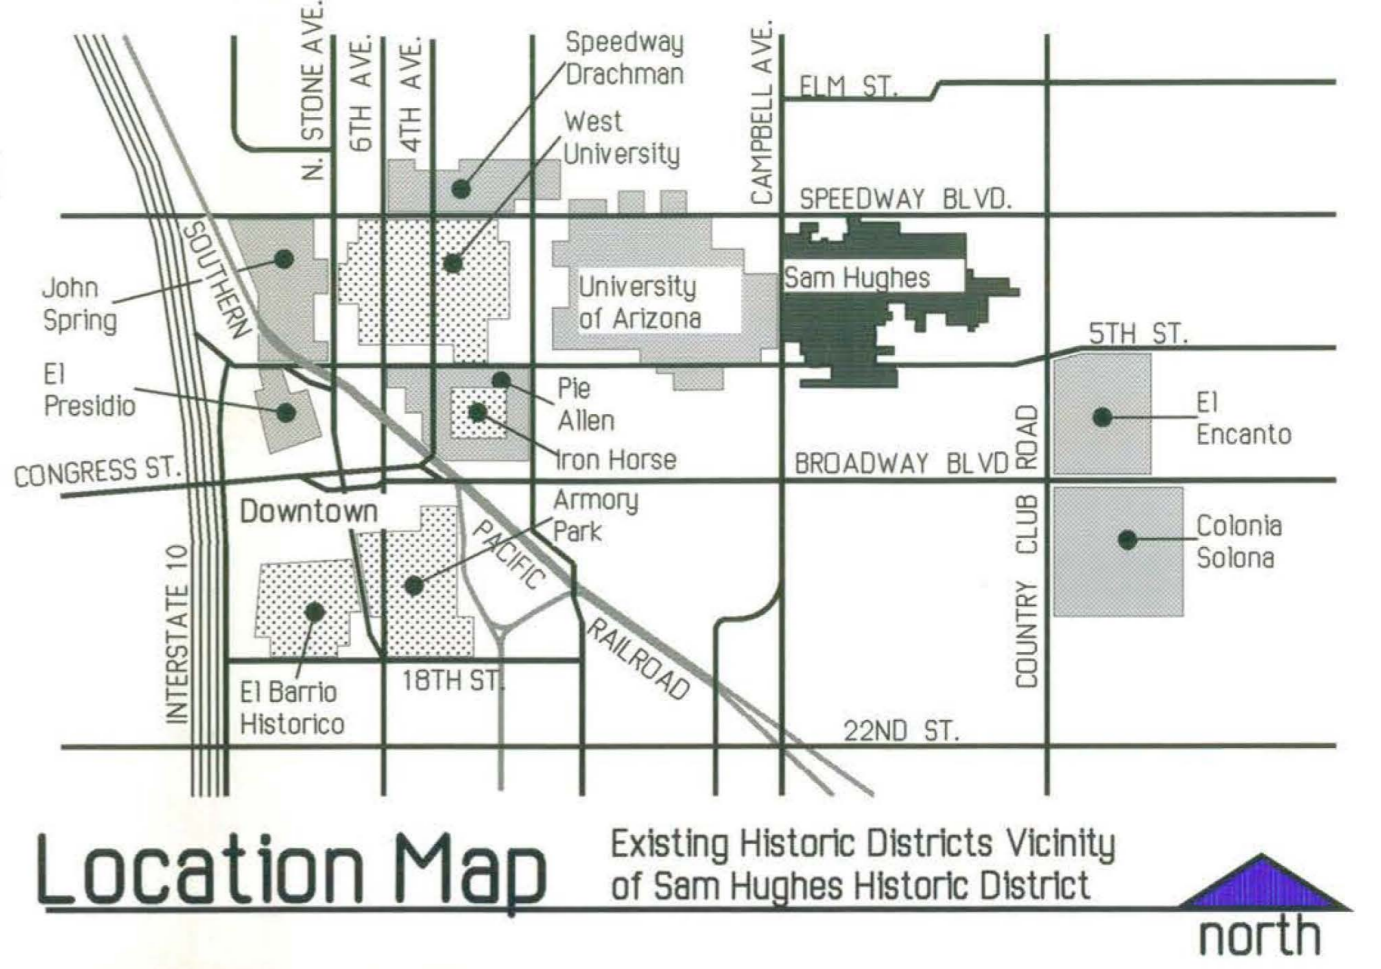 N. STONE AVE.
6TH AVE.
4TH AVE.
Speedway
Drachman
West
University
CAMPBELL AVE.
ELM ST.
SPEEDWAY BLVD.
SOUTHERN
John
Spring
University
of Arizona
Sam Hughes
5TH ST.
El
Presidio
Pie
Allen
Iron Horse
El
Encanto
CONGRESS ST.
BROADWAY BLVD
COUNTRY CLUB ROAD
Downtown
Armory
Park
PACIFIC
Colonia
Solona
INTERSTATE 10
RAILROAD
El Barrio
Historico
18TH ST.
22ND ST.
Location Map
Existing Historic Districts Vicinity
of Sam Hughes Historic District
north